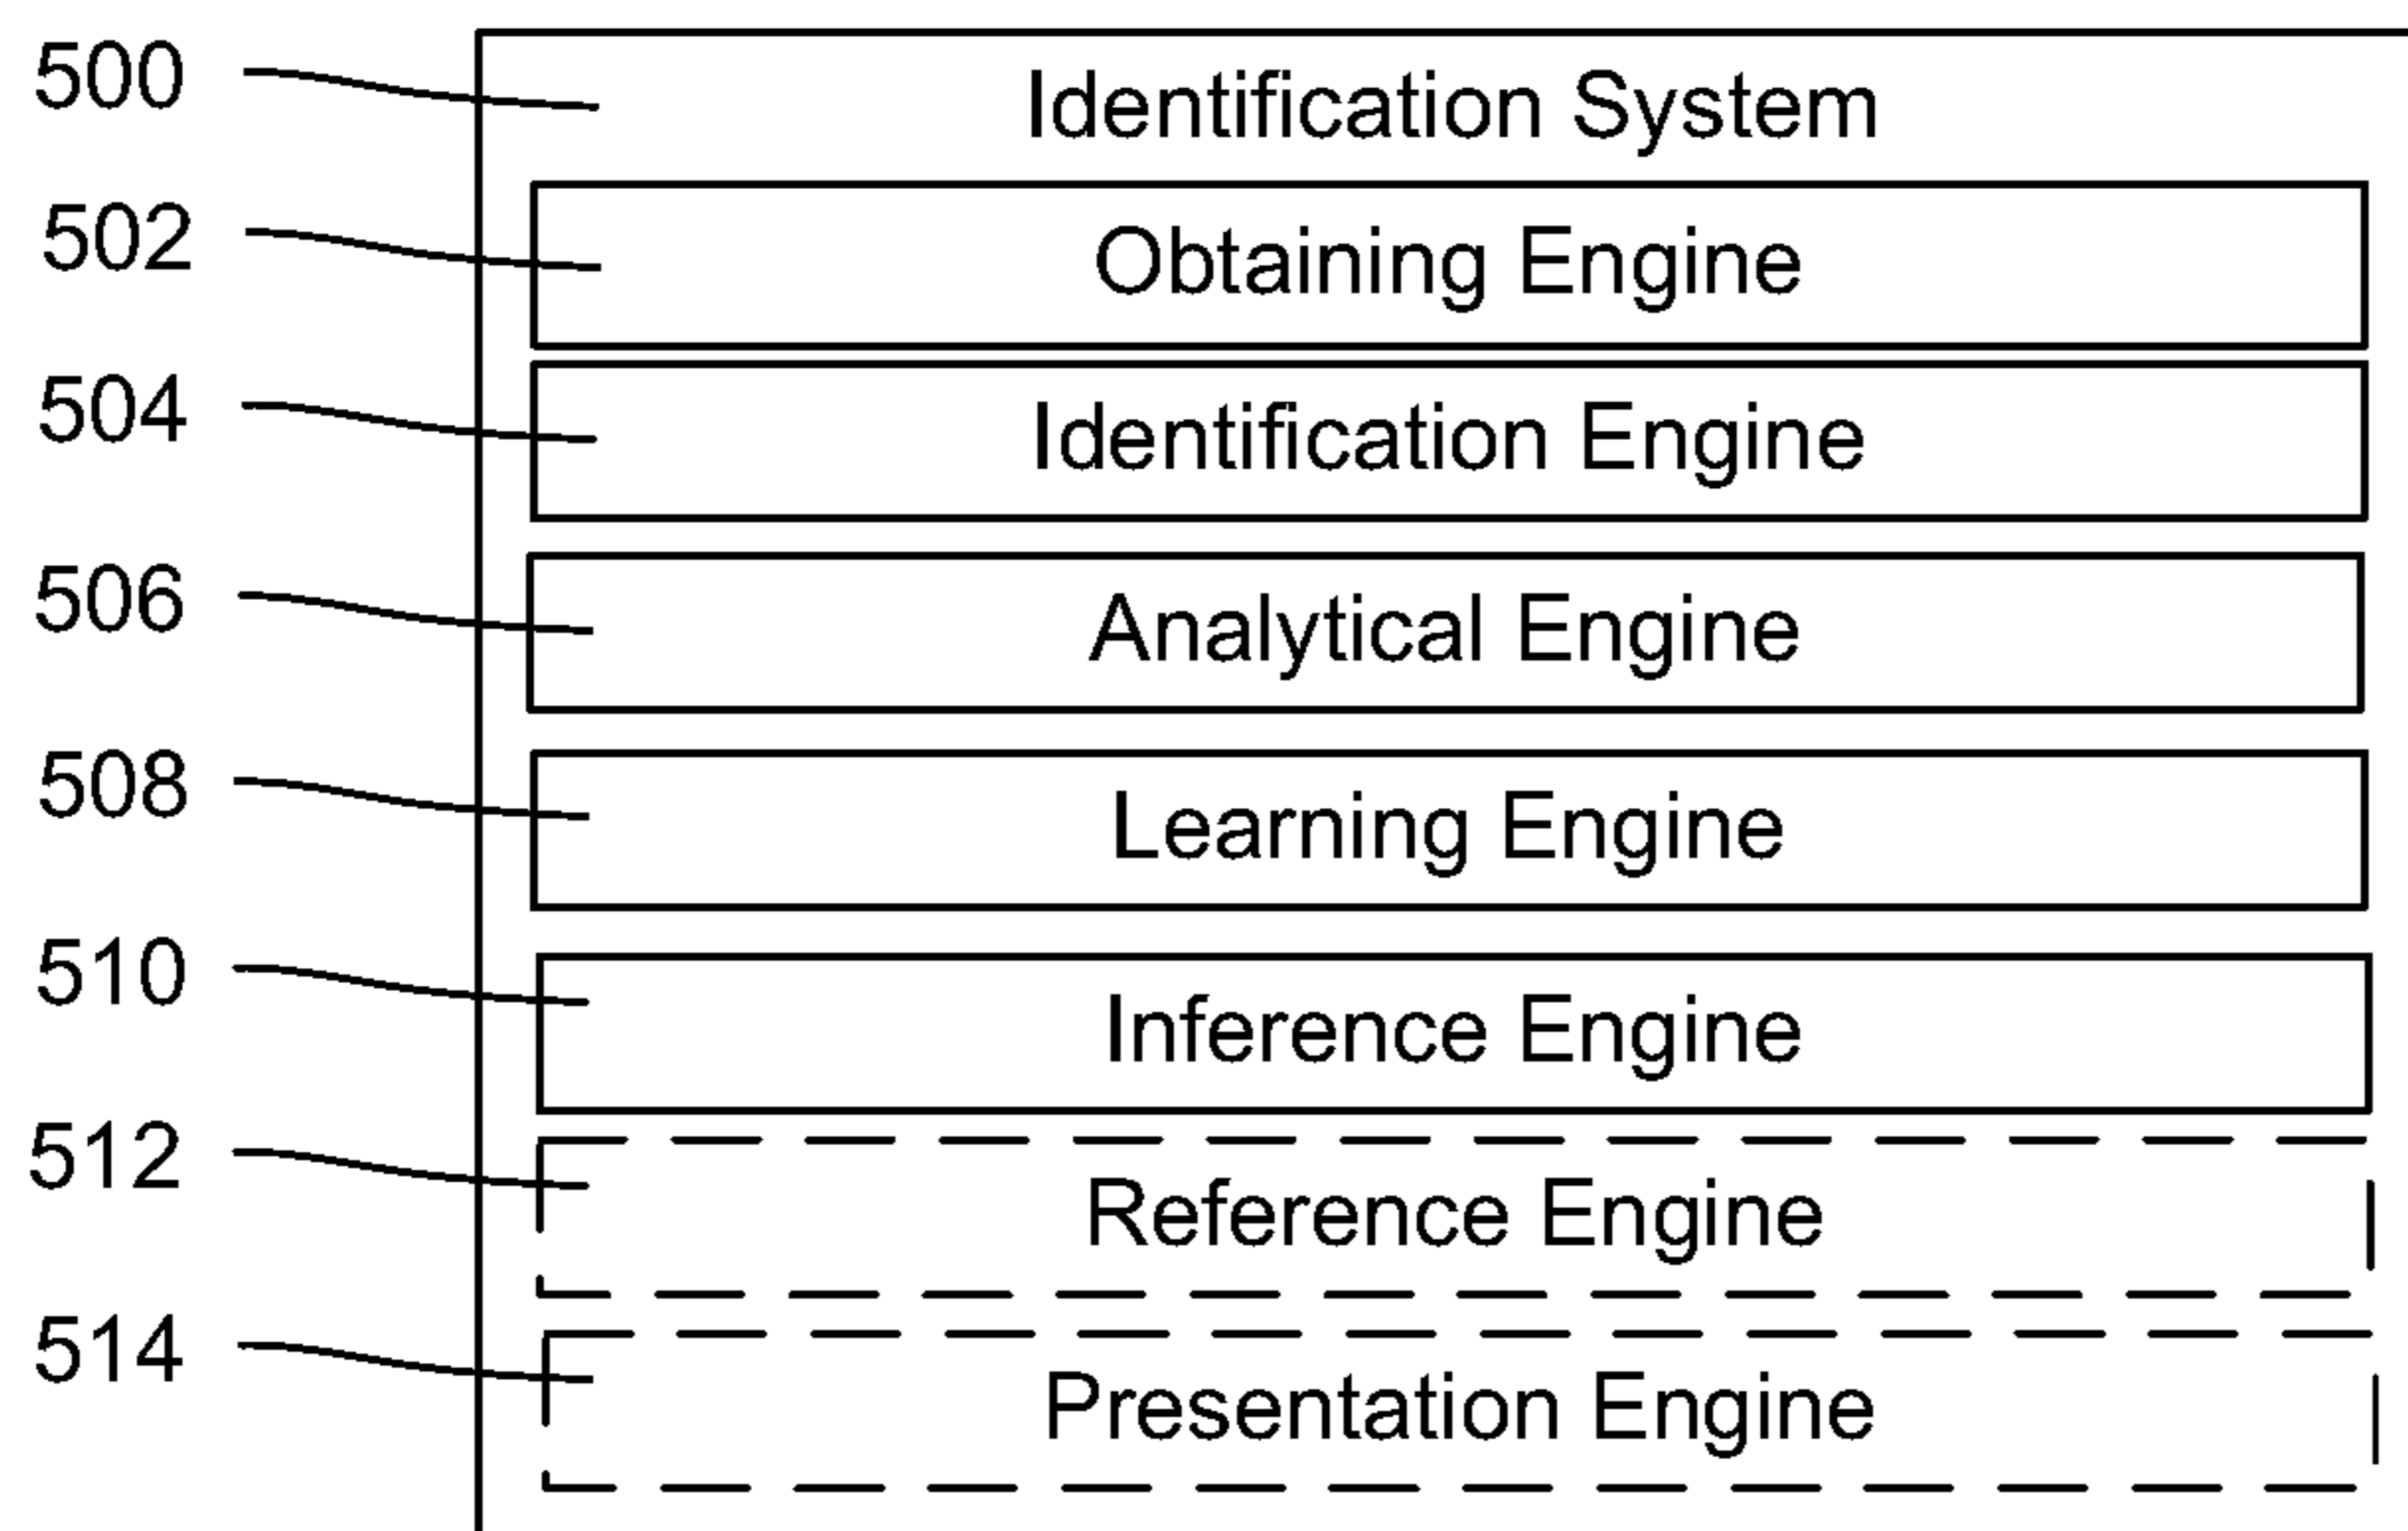 500 Identification System
502 Obtaining Engine
504 Identification Engine
506 Analytical Engine
508 Learning Engine
510 Inference Engine
512 Reference Engine
514 Presentation Engine